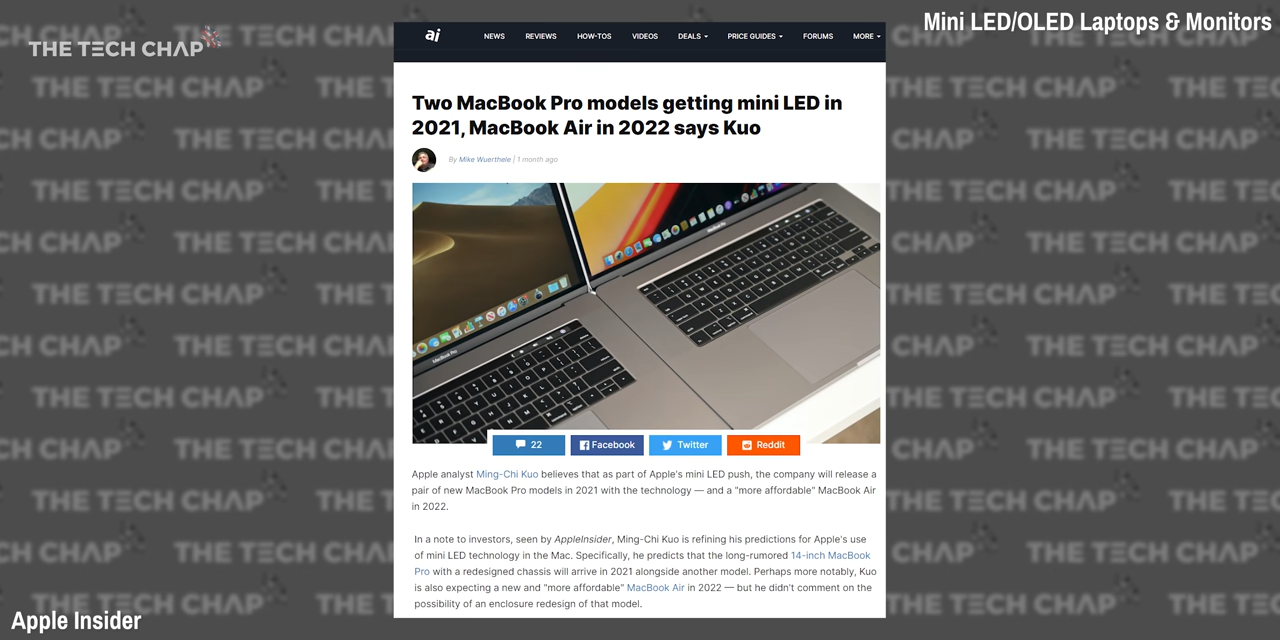 THE TECH CHAP
Mini LED/OLED Laptops & Monitors
ai
NEWS REVIEWS HOW-TOS VIDEOS DEALS PRICE GUIDES FORUMS MORE
Two MacBook Pro models getting mini LED in
2021, MacBook Air in 2022 says Kuo
By Mike Wuerthele | 1 month ago
MacBook Pro
MacBook Pro
22 Facebook Twitter Reddit
Apple analyst Ming-Chi Kuo believes that as part of Apple's mini LED push, the company will release a
pair of new MacBook Pro models in 2021 with the technology — and a "more affordable" MacBook Air
in 2022.
In a note to investors, seen by AppleInsider, Ming-Chi Kuo is refining his predictions for Apple's use
of mini LED technology in the Mac. Specifically, he predicts that the long-rumored 14-inch MacBook
Pro with a redesigned chassis will arrive in 2021 alongside another model. Perhaps more notably, Kuo
is also expecting a new and "more affordable" MacBook Air in 2022 — but he didn't comment on the
possibility of an enclosure redesign of that model.
Apple Insider